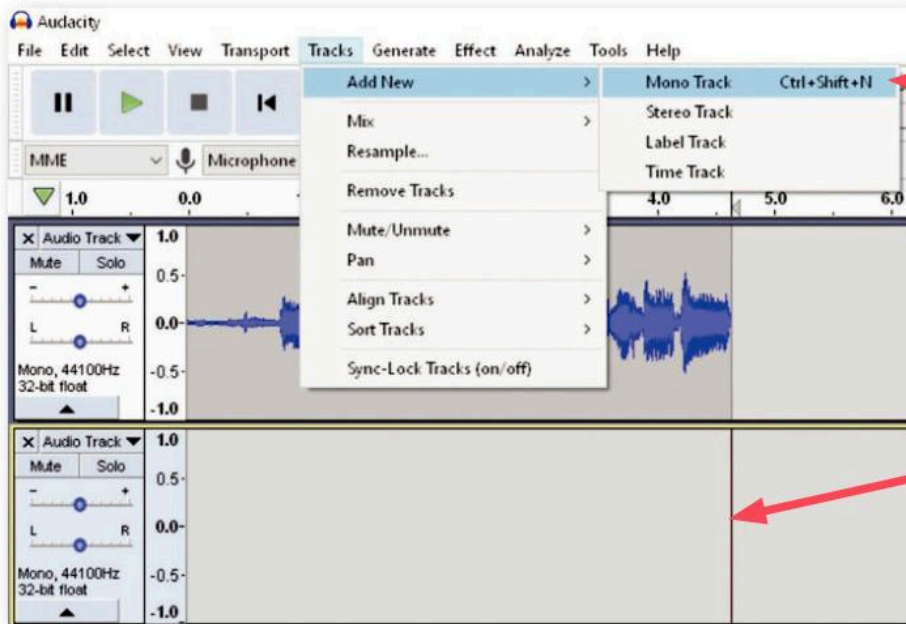 Audacity
File Edit Select View Transport Tracks Generate Effect Analyze Tools Help
Add New > Mono Track Ctrl+Shift+N
Stereo Track
Mix >
Label Track
Resample...
Time Track
MME Microphone
Remove Tracks
1.0 0.0 4.0 5.0 6.0
Mute/Unmute >
Pan >
Align Tracks >
Sort Tracks >
Sync-Lock Tracks (on/off)
X Audio Track 1.0
Mute Solo
0.5
- +
L R 0.0
Mono, 44100Hz -0.5
32-bit float
-1.0
X Audio Track 1.0
Mute Solo
0.5
- +
L R 0.0
Mono, 44100Hz -0.5
32-bit float
-1.0